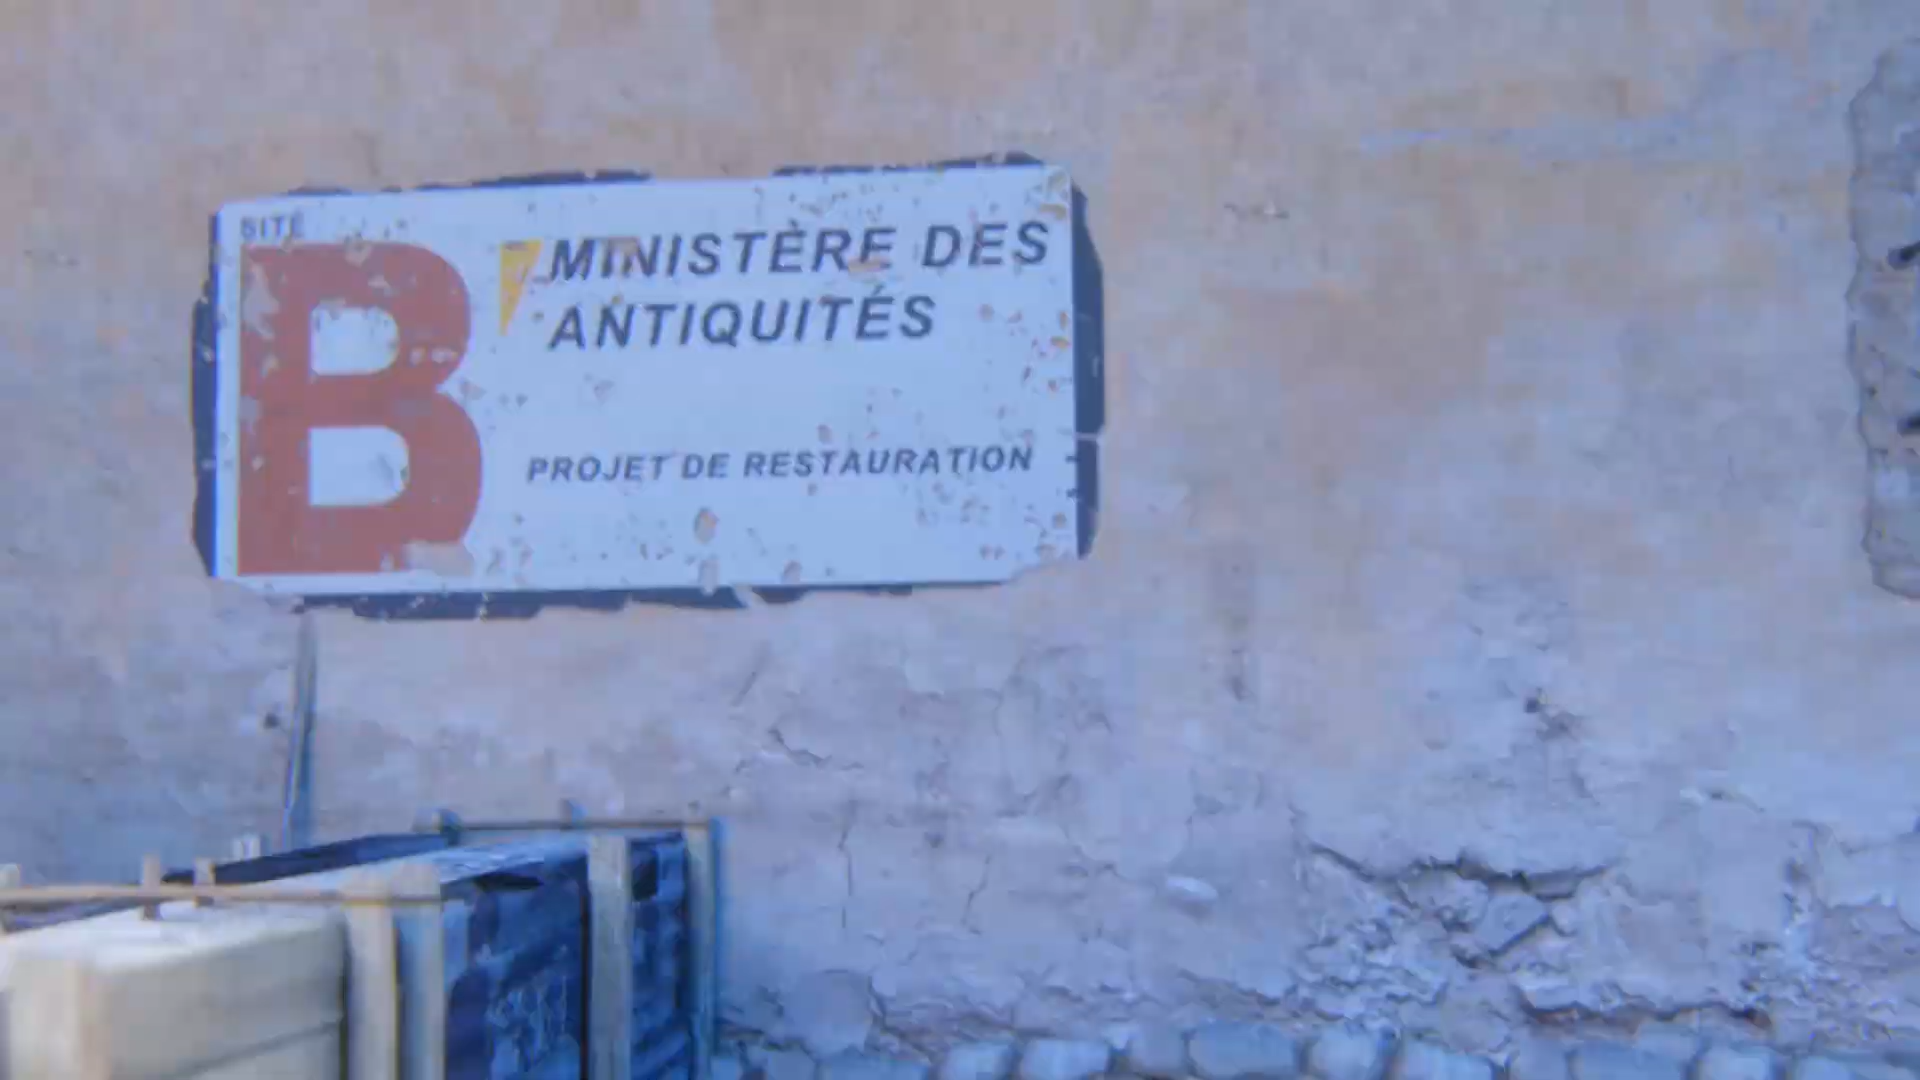 SITE
B
MINISTÈRE DES
ANTIQUITÉS
PROJET DE RESTAURATION